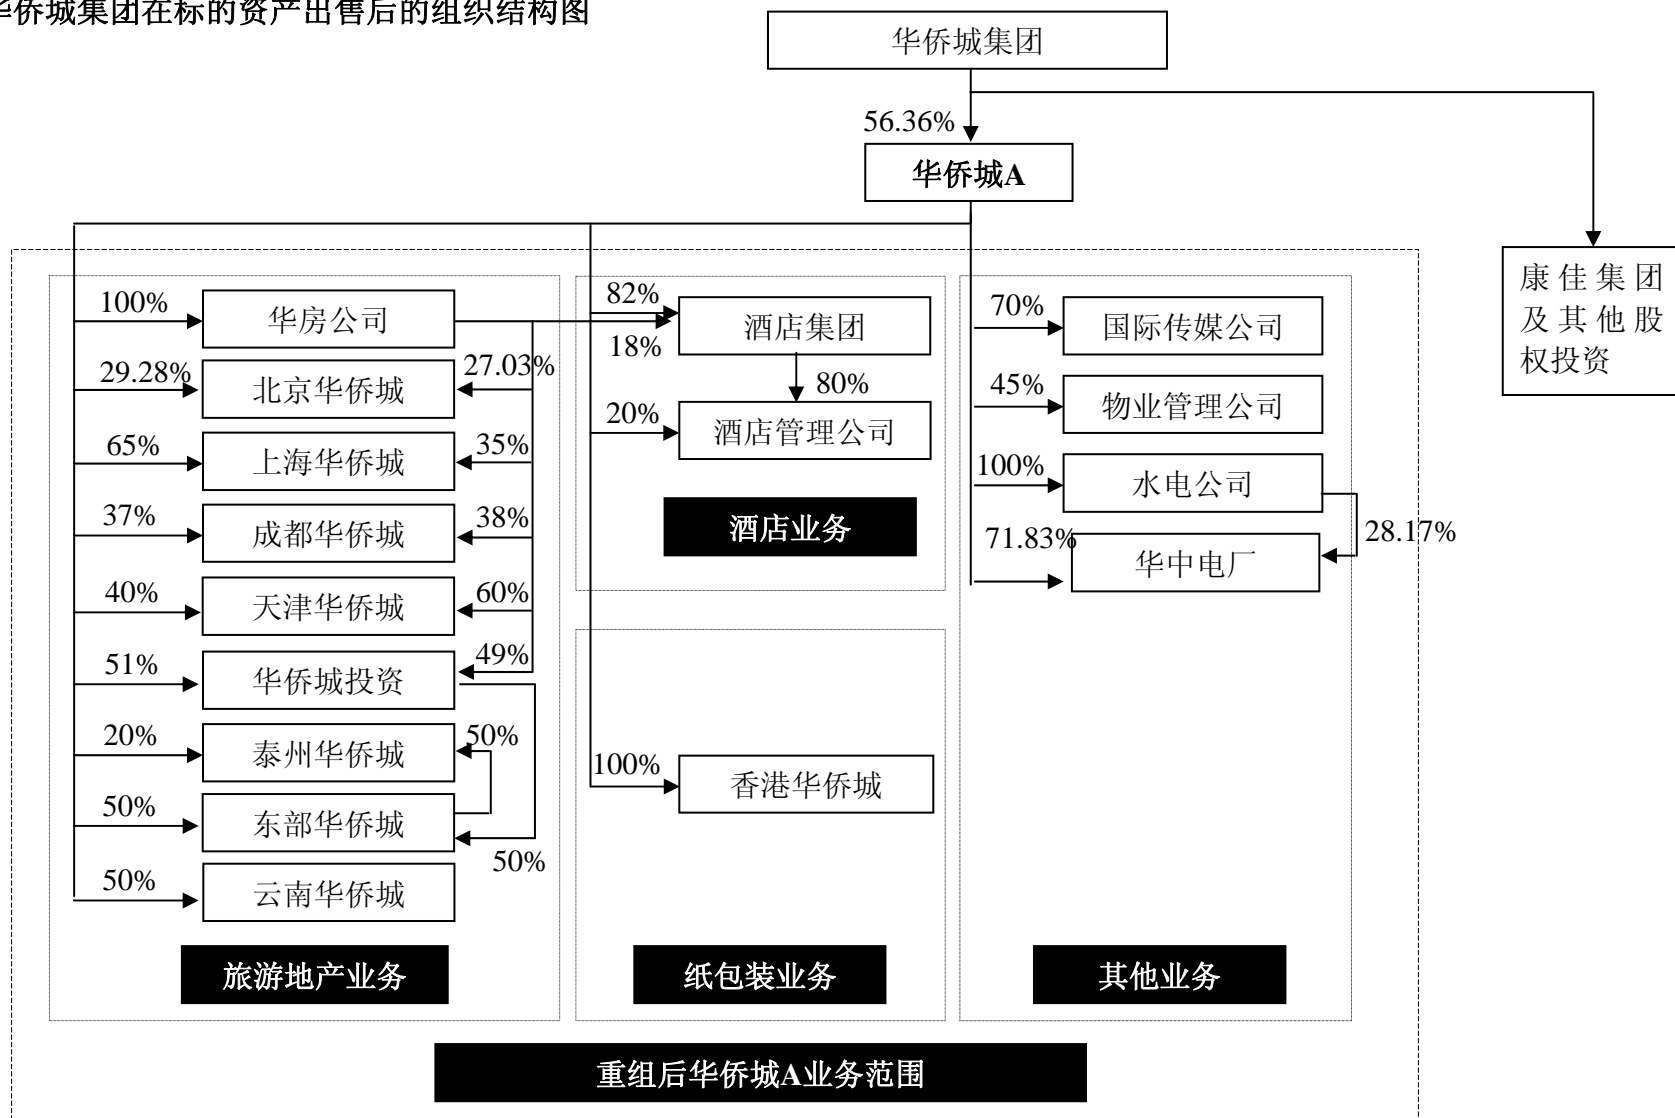 华侨城集团在标的资产出售后的组织结构图
华侨城集团
56.36%
华侨城A
康佳集团
及其他股
权投资
100%
华房公司
29.28%
北京华侨城
27.03%
65%
上海华侨城
35%
37%
成都华侨城
38%
40%
天津华侨城
60%
51%
华侨城投资
49%
20%
泰州华侨城
50%
50%
东部华侨城
50%
50%
云南华侨城
旅游地产业务
82%
18%
酒店集团
80%
20%
酒店管理公司
酒店业务
100%
香港华侨城
纸包装业务
70%
国际传媒公司
45%
物业管理公司
100%
水电公司
28.17%
71.83%
华中电厂
其他业务
重组后华侨城A业务范围